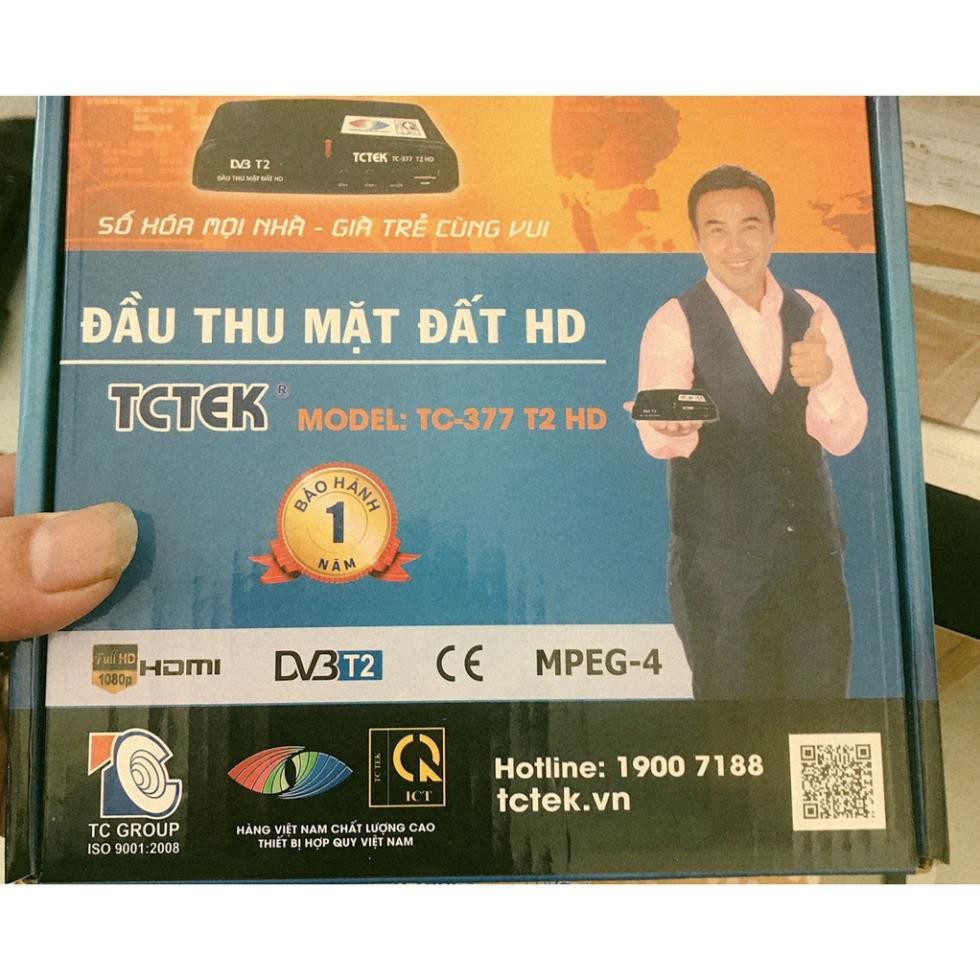 DVB T2
ĐẦU THU MẶT ĐẤT HD
TCTEK TC-377 T2 HD
SỐ HÓA MỌI NHÀ - GIÀ TRẺ CÙNG VUI
ĐẦU THU MẶT ĐẤT HD
TCTEK ®
MODEL: TC-377 T2 HD
BẢO HÀNH
1
NĂM
Full HD
1080p
HDMI
DVB T2
CE
MPEG-4
TC GROUP
ISO 9001:2008
TC TEK
ICT
HÀNG VIỆT NAM CHẤT LƯỢNG CAO
THIẾT BỊ HỢP QUY VIỆT NAM
Hotline: 1900 7188
tctek.vn